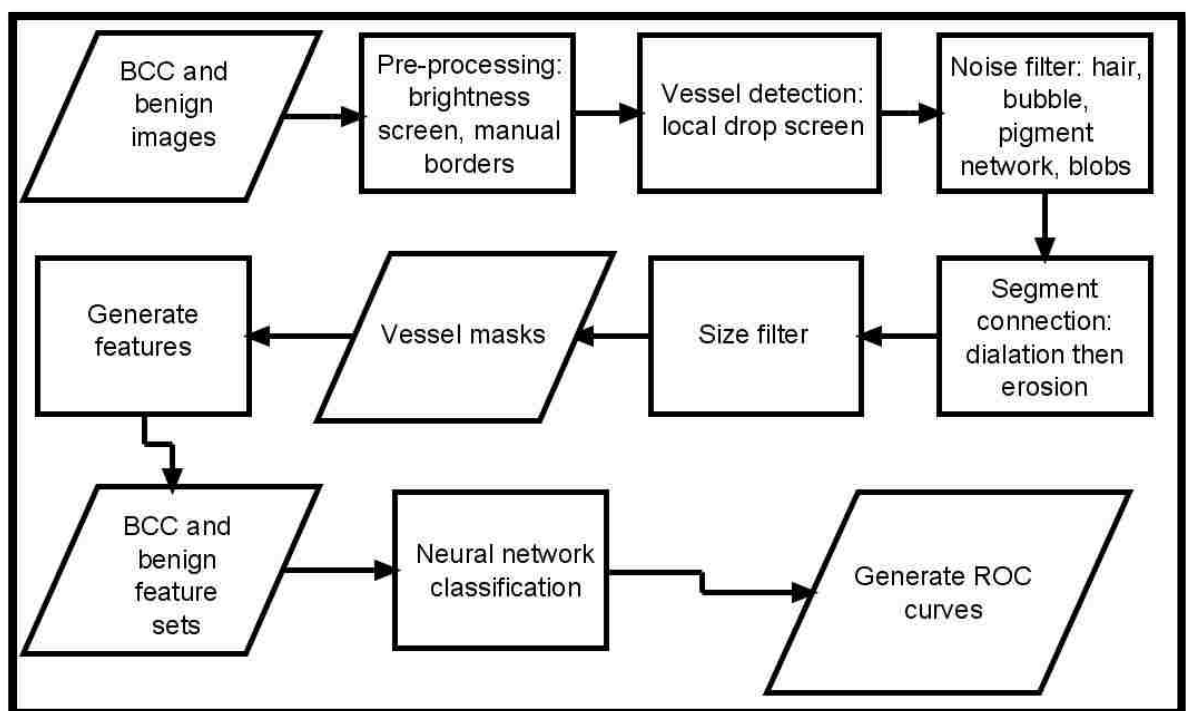 BCC and
benign
images
Pre-processing:
brightness
screen, manual
borders
Vessel detection:
local drop screen
Noise filter: hair,
bubble,
pigment
network, blobs
Segment
connection:
dialation then
erosion
Size filter
Vessel masks
Generate
features
BCC and
benign
feature
sets
Neural network
classification
Generate ROC
curves